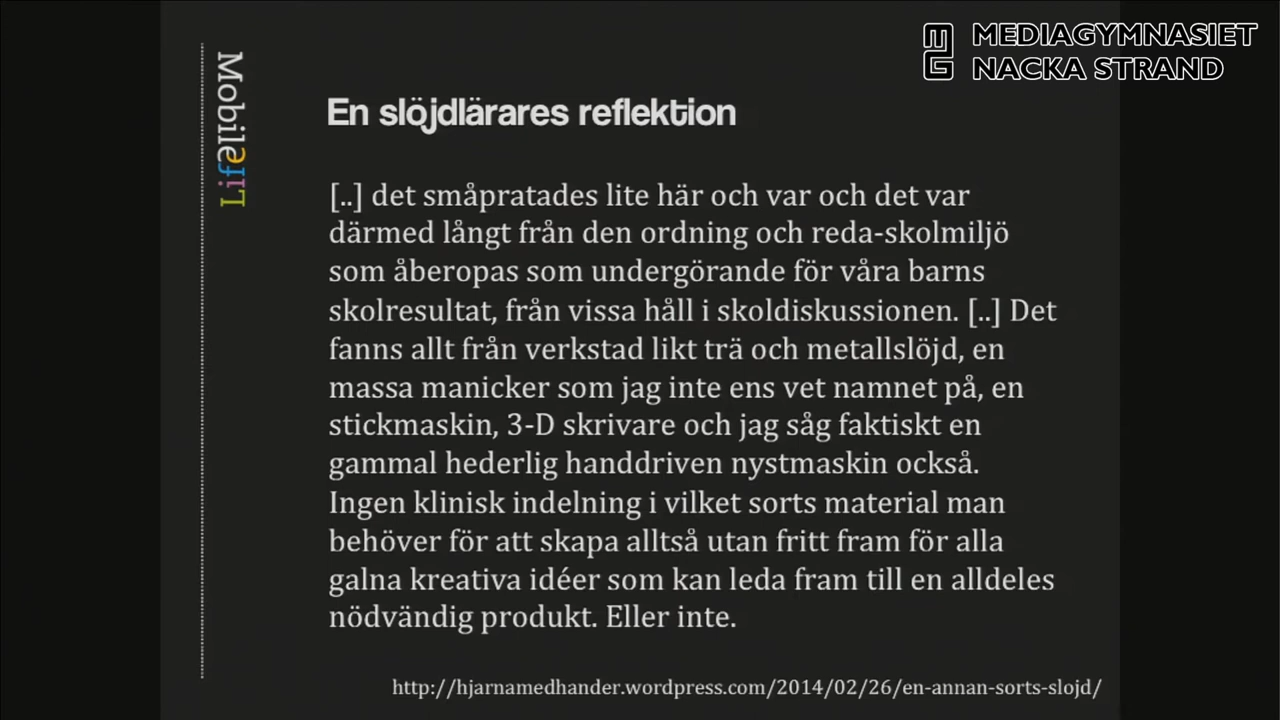 MEDIAGYMNASIET
NACKA STRAND
MobileLife
En slöjdlärares reflektion
[..] det småpratades lite här och var och det var
därmed långt från den ordning och reda-skolmiljö
som åberopas som undergörande för våra barns
skolresultat, från vissa håll i skoldiskussionen. [..] Det
fanns allt från verkstad likt trä och metallslöjd, en
massa manicker som jag inte ens vet namnet på, en
stickmaskin, 3-D skrivare och jag såg faktiskt en
gammal hederlig handdriven nystmaskin också.
Ingen klinisk indelning i vilket sorts material man
behöver för att skapa alltså utan fritt fram för alla
galna kreativa idéer som kan leda fram till en alldeles
nödvändig produkt. Eller inte.
http://hjarnamedhander.wordpress.com/2014/02/26/en-annan-sorts-slojd/